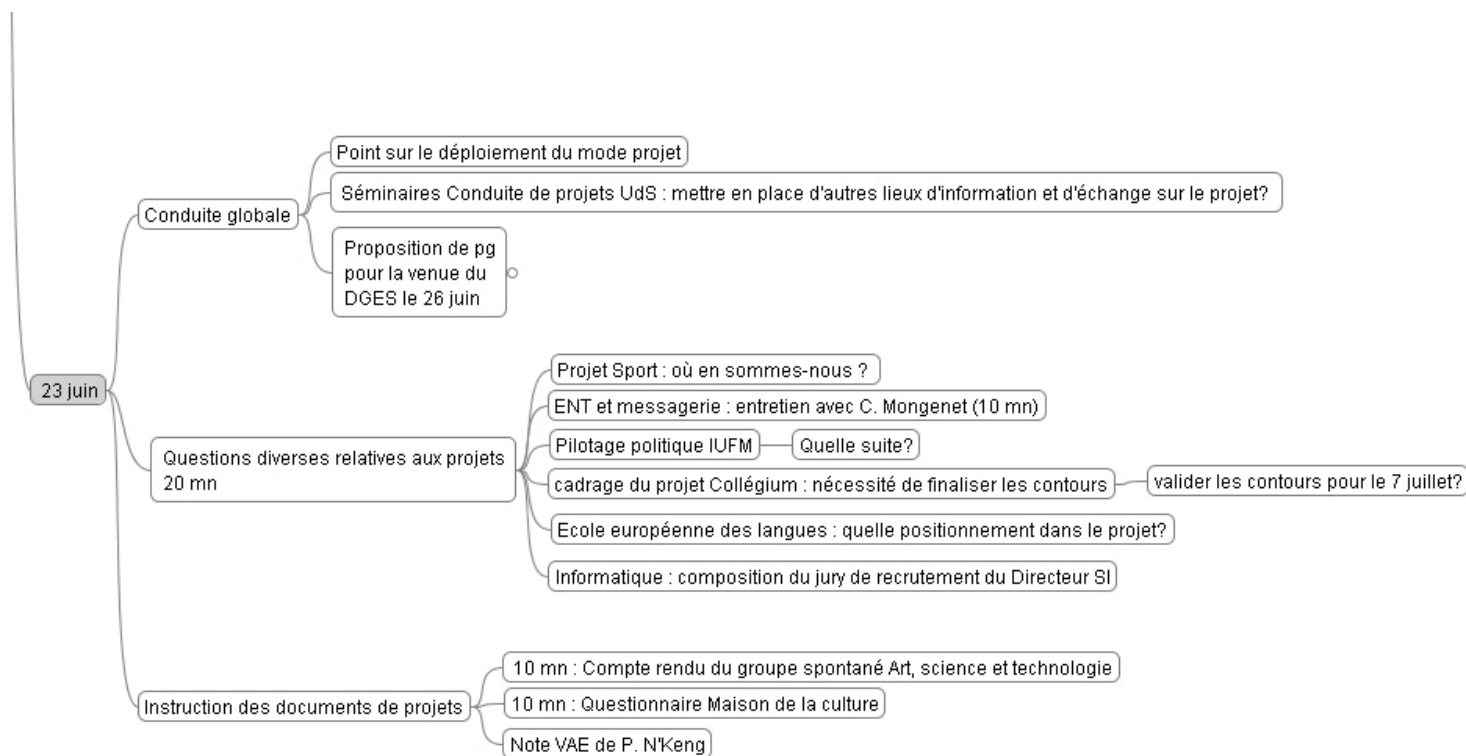 23 juin
Conduite globale
Point sur le déploiement du mode projet
Séminaires Conduite de projets UdS : mettre en place d'autres lieux d'information et d'échange sur le projet?
Proposition de pg
pour la venue du
DGES le 26 juin
Questions diverses relatives aux projets
20 mn
Projet Sport : où en sommes-nous ?
ENT et messagerie : entretien avec C. Mongenet (10 mn)
Pilotage politique IUFM
Quelle suite?
cadrage du projet Collégium : nécessité de finaliser les contours
valider les contours pour le 7 juillet?
Ecole européenne des langues : quelle positionnement dans le projet?
Informatique : composition du jury de recrutement du Directeur SI
Instruction des documents de projets
10 mn : Compte rendu du groupe spontané Art, science et technologie
10 mn : Questionnaire Maison de la culture
Note VAE de P. N'Keng